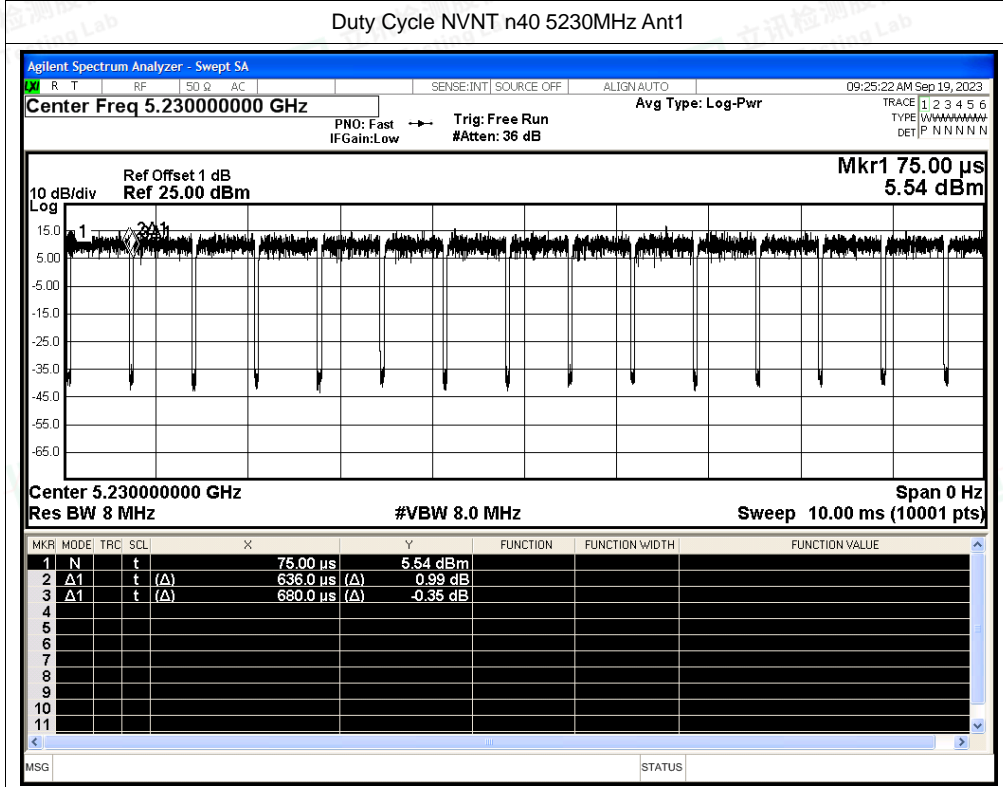 Duty Cycle NVNT n40 5230MHz Ant1
Agilent Spectrum Analyzer - Swept SA
LXI R T RF 50 Ω AC SENSE:INT SOURCE OFF ALIGN AUTO 09:25:22 AM Sep 19, 2023
Center Freq 5.230000000 GHz
PNO: Fast
IFGain:Low
Trig: Free Run
#Atten: 36 dB
Avg Type: Log-Pwr
TRACE 1 2 3 4 5 6
TYPE W
DET P N N N N N
Ref Offset 1 dB
Ref 25.00 dBm
10 dB/div
Log
Mkr1 75.00 µs
5.54 dBm
15.0
5.00
-5.00
-15.0
-25.0
-35.0
-45.0
-55.0
-65.0
1
3Δ1
Center 5.230000000 GHz Span 0 Hz
Res BW 8 MHz #VBW 8.0 MHz Sweep 10.00 ms (10001 pts)
MKR MODE TRC SCL X Y FUNCTION FUNCTION WIDTH FUNCTION VALUE
1 N t 75.00 µs 5.54 dBm
2 Δ1 t (Δ) 636.0 µs (Δ) 0.99 dB
3 Δ1 t (Δ) 680.0 µs (Δ) -0.35 dB
4
5
6
7
8
9
10
11
MSG STATUS